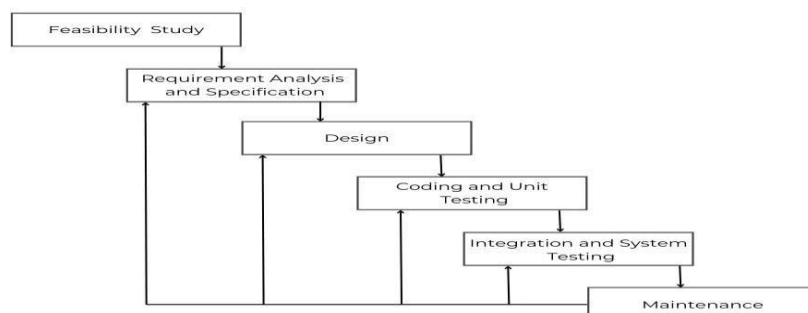 Feasibility Study
Requirement Analysis
and Specification
Design
Coding and Unit
Testing
Integration and System
Testing
Maintenance